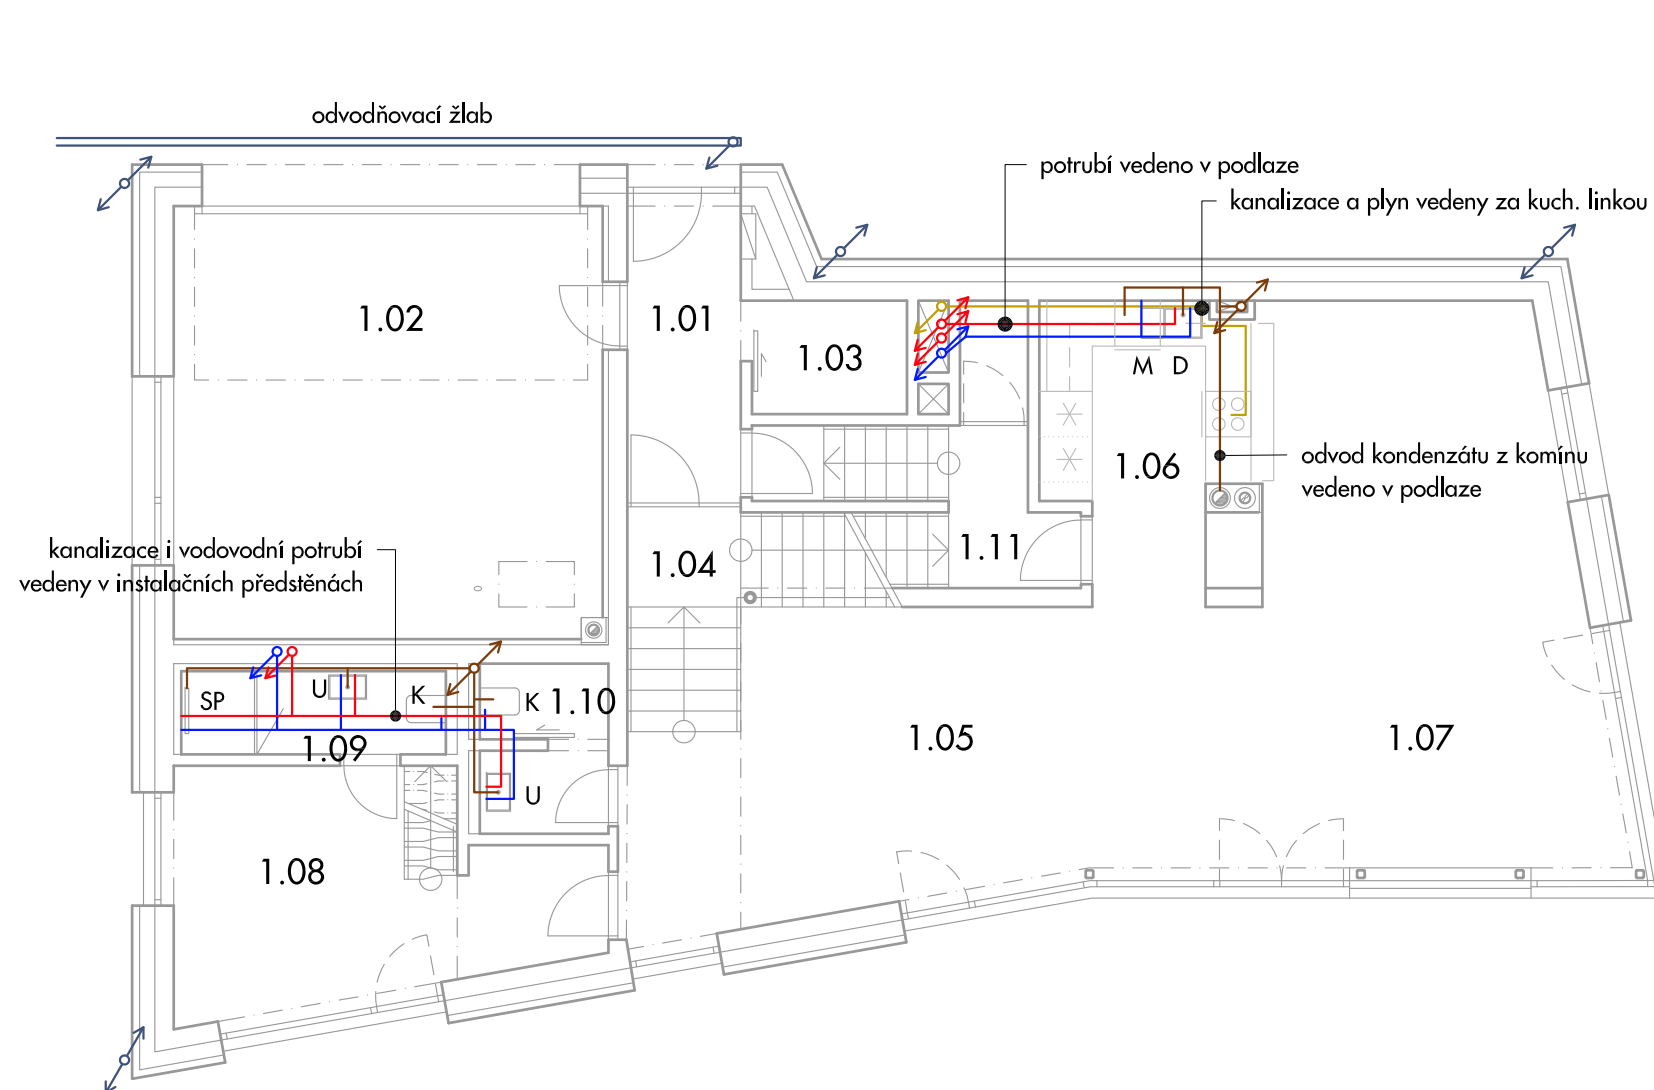 odvodňovací žlab
potrubí vedeno v podlaze
kanalizace a plyn vedeny za kuch. linkou
1.02
1.01
1.03
M D
1.06
odvod kondenzátu z komínu
vedeno v podlaze
1.11
1.04
kanalizace i vodovodní potrubí
vedeny v instalačních předstěnách
SP
U
K
K
1.10
1.09
1.05
1.07
U
1.08